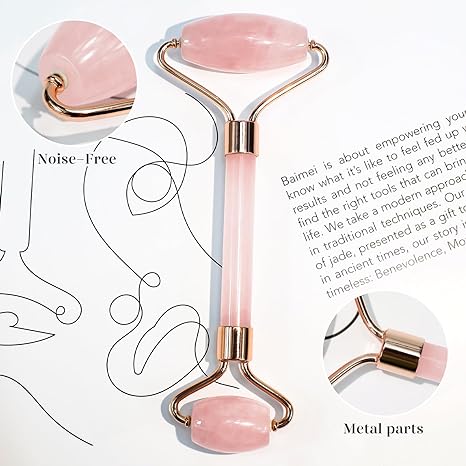 Noise-Free
Baimei is about empowering you
know what it's like to feel fed up
results and not feeling any bette
find the right tools that can brin
life. We take a modern approach
in traditional techniques. Our
of jade, presented as a gift to
in ancient times, our story i
timeless: Benevolence, Mo
Metal parts